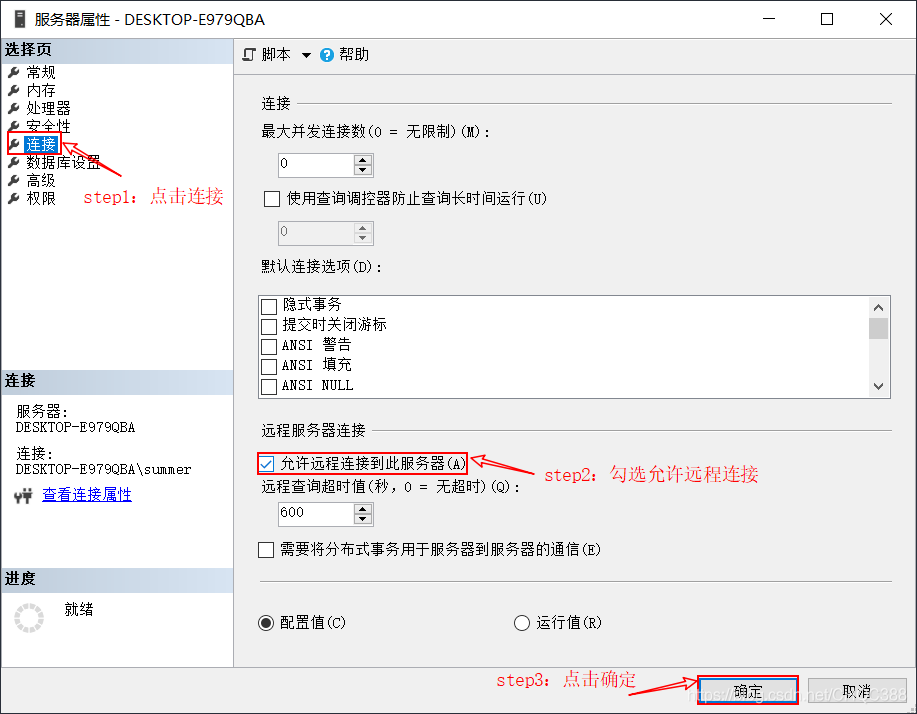 服务器属性 - DESKTOP-E979QBA
选择页
常规
内存
处理器
安全性
连接
数据库设置
高级
权限
step1：点击连接
连接
服务器:
DESKTOP-E979QBA
连接:
DESKTOP-E979QBA\summer
查看连接属性
进度
就绪
脚本
帮助
连接
最大并发连接数(0 = 无限制)(M):
0
使用查询调控器防止查询长时间运行(U)
0
默认连接选项(D):
隐式事务
提交时关闭游标
ANSI 警告
ANSI 填充
ANSI NULL
远程服务器连接
允许远程连接到此服务器(A)
step2：勾选允许远程连接
远程查询超时值(秒，0 = 无超时)(Q):
600
需要将分布式事务用于服务器到服务器的通信(E)
配置值(C)
运行值(R)
step3：点击确定
确定
取消